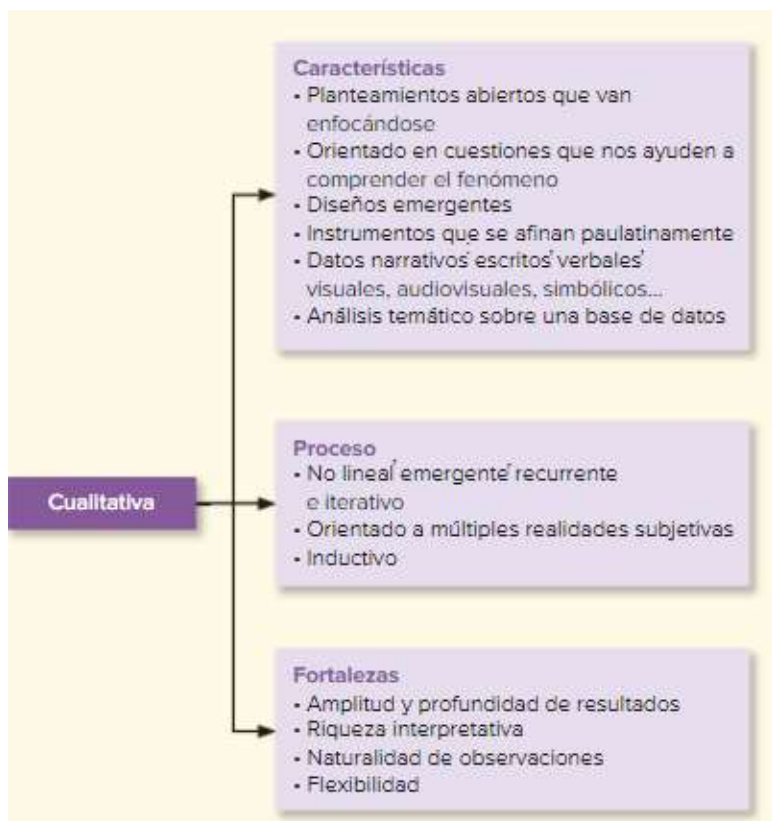 Características
• Planteamientos abiertos que van
enfocándose
• Orientado en cuestiones que nos ayuden a
comprender el fenómeno
• Diseños emergentes
• Instrumentos que se afinan paulatinamente
• Datos narrativos, escritos, verbales,
visuales, audiovisuales, simbólicos...
• Análisis temático sobre una base de datos
Proceso
• No lineal, emergente, recurrente
e iterativo
• Orientado a múltiples realidades subjetivas
• Inductivo
Cualitativa
Fortalezas
• Amplitud y profundidad de resultados
• Riqueza interpretativa
• Naturalidad de observaciones
• Flexibilidad